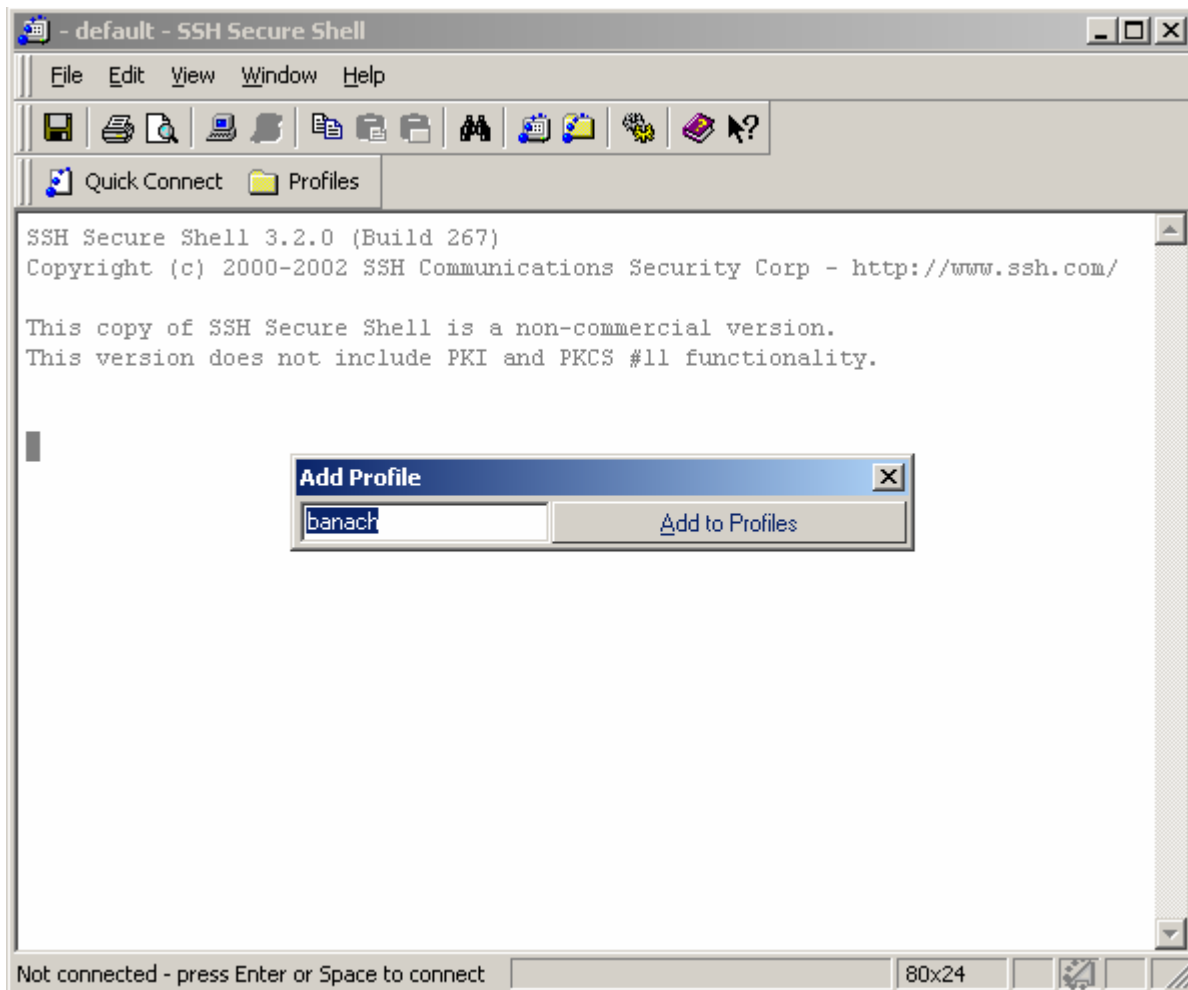 - default - SSH Secure Shell
File Edit View Window Help
Quick Connect Profiles
SSH Secure Shell 3.2.0 (Build 267)
Copyright (c) 2000-2002 SSH Communications Security Corp - http://www.ssh.com/
This copy of SSH Secure Shell is a non-commercial version.
This version does not include PKI and PKCS #11 functionality.
Add Profile
banach Add to Profiles
Not connected - press Enter or Space to connect 80x24